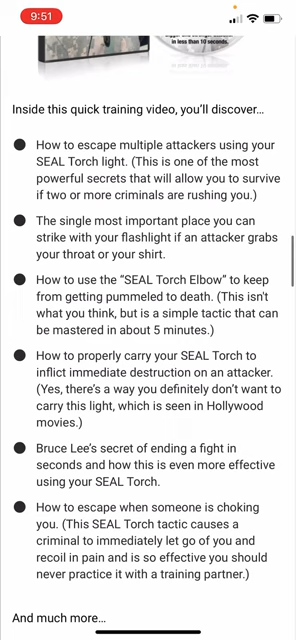 9:51
in less than 10 seconds.
Inside this quick training video, you'll discover...
How to escape multiple attackers using your
SEAL Torch light. (This is one of the most
powerful secrets that will allow you to survive
if two or more criminals are rushing you.)
The single most important place you can
strike with your flashlight if an attacker grabs
your throat or your shirt.
How to use the “SEAL Torch Elbow” to keep
from getting pummeled to death. (This isn't
what you think, but is a simple tactic that can
be mastered in about 5 minutes.)
How to properly carry your SEAL Torch to
inflict immediate destruction on an attacker.
(Yes, there's a way you definitely don't want to
carry this light, which is seen in Hollywood
movies.)
Bruce Lee's secret of ending a fight in
seconds and how this is even more effective
using your SEAL Torch.
How to escape when someone is choking
you. (This SEAL Torch tactic causes a
criminal to immediately let go of you and
recoil in pain and is so effective you should
never practice it with a training partner.)
And much more...